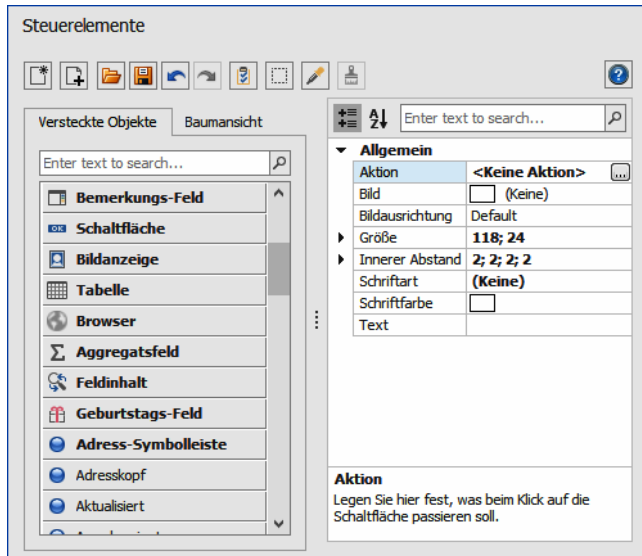 Steuerelemente
Versteckte Objekte Baumansicht
Enter text to search...
Bemerkungs-Feld
OK Schaltfläche
Bildanzeige
Tabelle
Browser
Aggregatsfeld
Feldinhalt
Geburtstags-Feld
Adress-Symbolleiste
Adresskopf
Aktualisiert
Enter text to search...
Allgemein
Aktion <Keine Aktion> ...
Bild (Keine)
Bildausrichtung Default
Größe 118; 24
Innerer Abstand 2; 2; 2; 2
Schriftart (Keine)
Schriftfarbe
Text
Aktion
Legen Sie hier fest, was beim Klick auf die
Schaltfläche passieren soll.